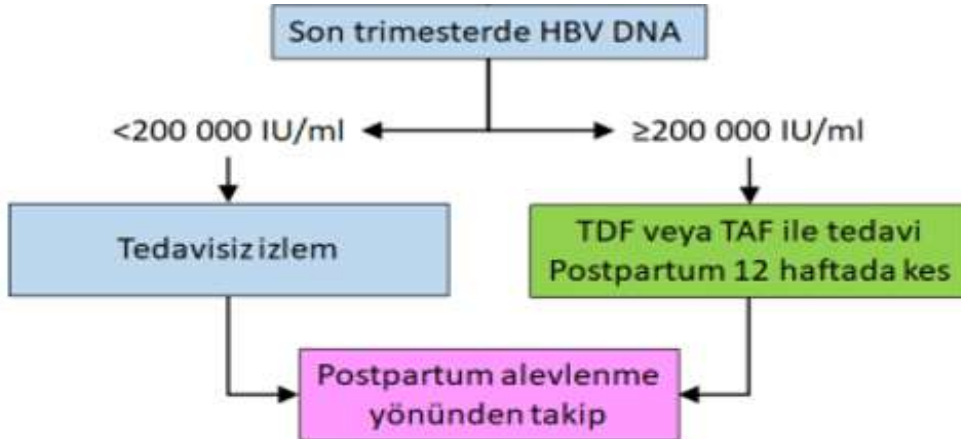 Son trimesterde HBV DNA
<200 000 IU/ml
≥200 000 IU/ml
Tedavisiz izlem
TDF veya TAF ile tedavi
Postpartum 12 haftada kes
Postpartum alevlenme
yönünden takip